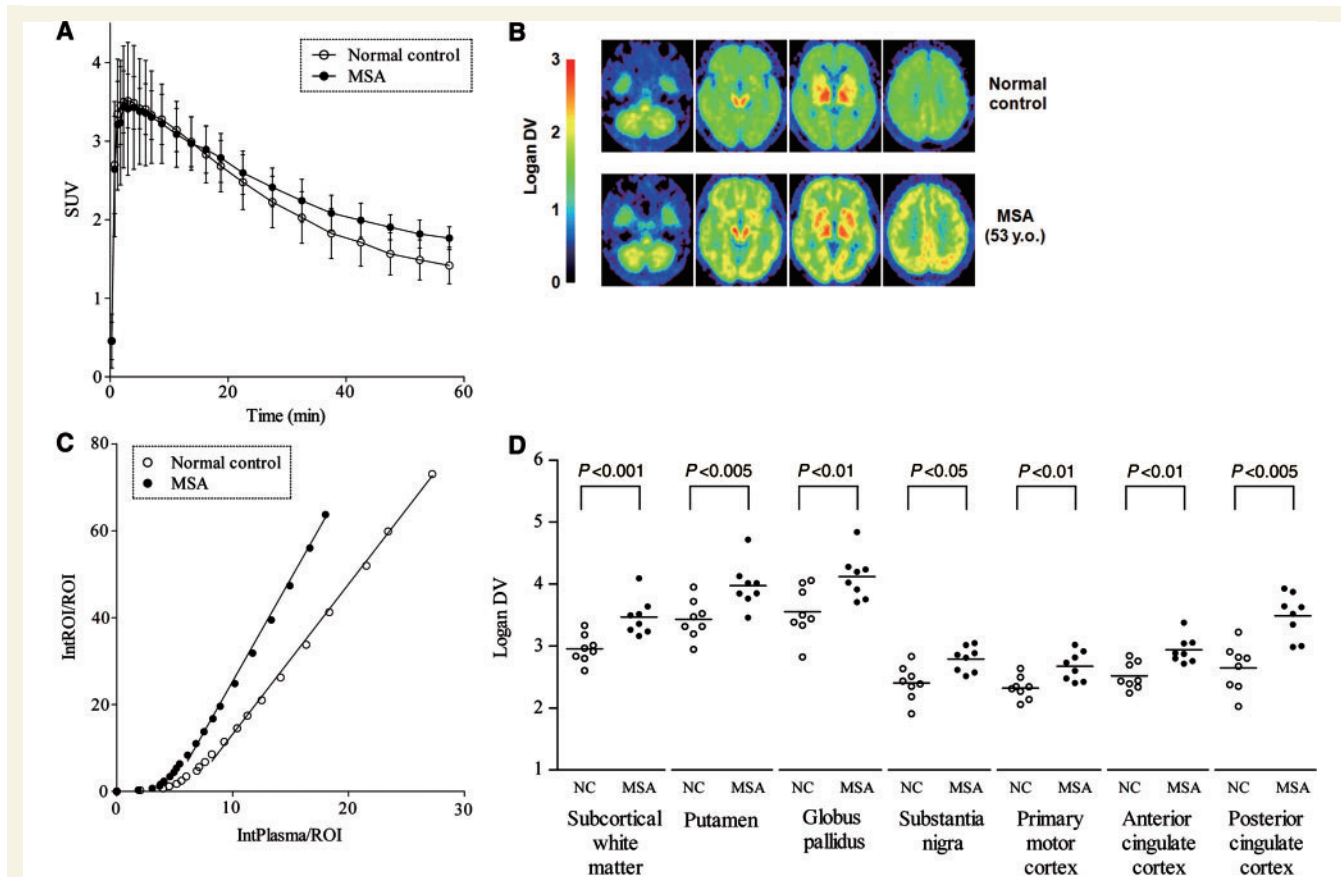 A
4
3
2
1
0
SUV
Normal control
MSA
0
20
40
60
Time (min)
B
3
2
1
0
Logan DV
Normal
control
MSA
(53 y.o.)
C
80
60
40
20
0
IntROI/ROI
Normal control
MSA
0
10
20
30
IntPlasma/ROI
D
6
5
4
3
2
1
Logan DV
P<0.001
P<0.005
P<0.01
P<0.05
P<0.01
P<0.01
P<0.005
NC MSA NC MSA NC MSA NC MSA NC MSA NC MSA NC MSA
Subcortical
white
matter
Putamen
Globus
pallidus
Substantia
nigra
Primary
motor
cortex
Anterior
cingulate
cortex
Posterior
cingulate
cortex